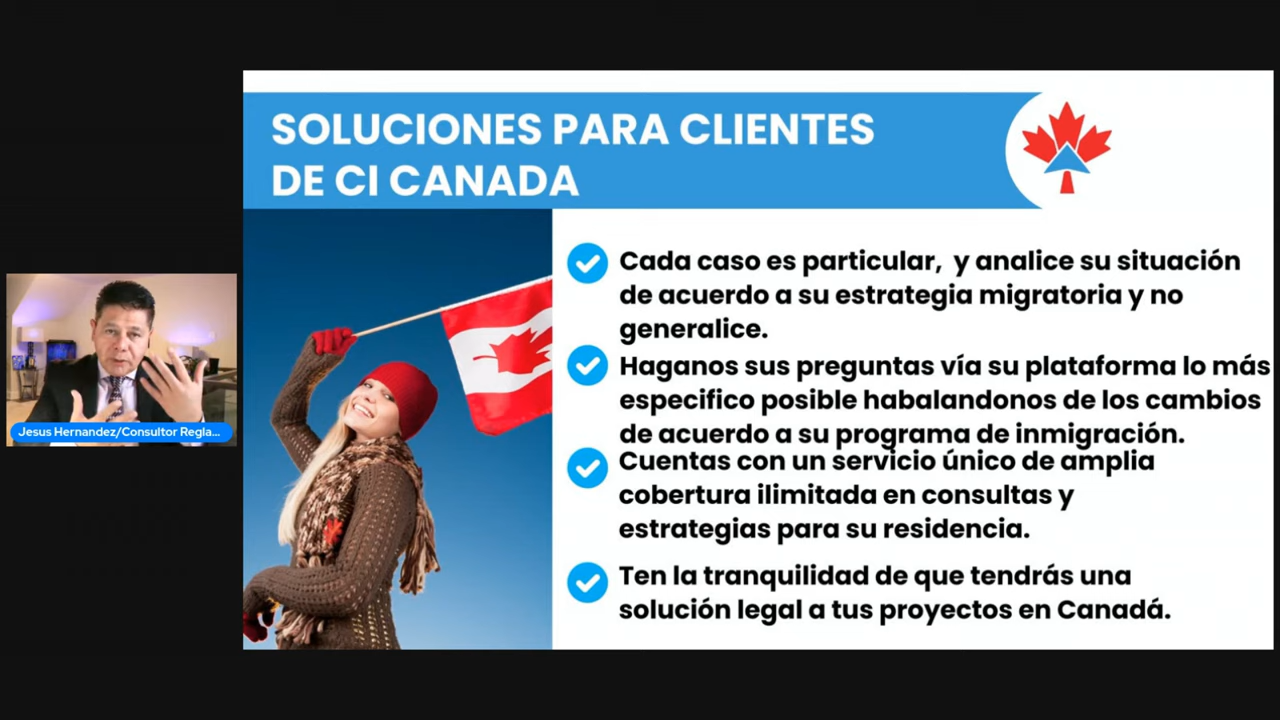 SOLUCIONES PARA CLIENTES
DE CI CANADA
Cada caso es particular, y analice su situación
de acuerdo a su estrategia migratoria y no
generalice.
Haganos sus preguntas vía su plataforma lo más
especifico posible habalandonos de los cambios
de acuerdo a su programa de inmigración.
Cuentas con un servicio único de amplia
cobertura ilimitada en consultas y
estrategias para su residencia.
Ten la tranquilidad de que tendrás una
solución legal a tus proyectos en Canadá.
Jesus Hernandez/Consultor Regla...